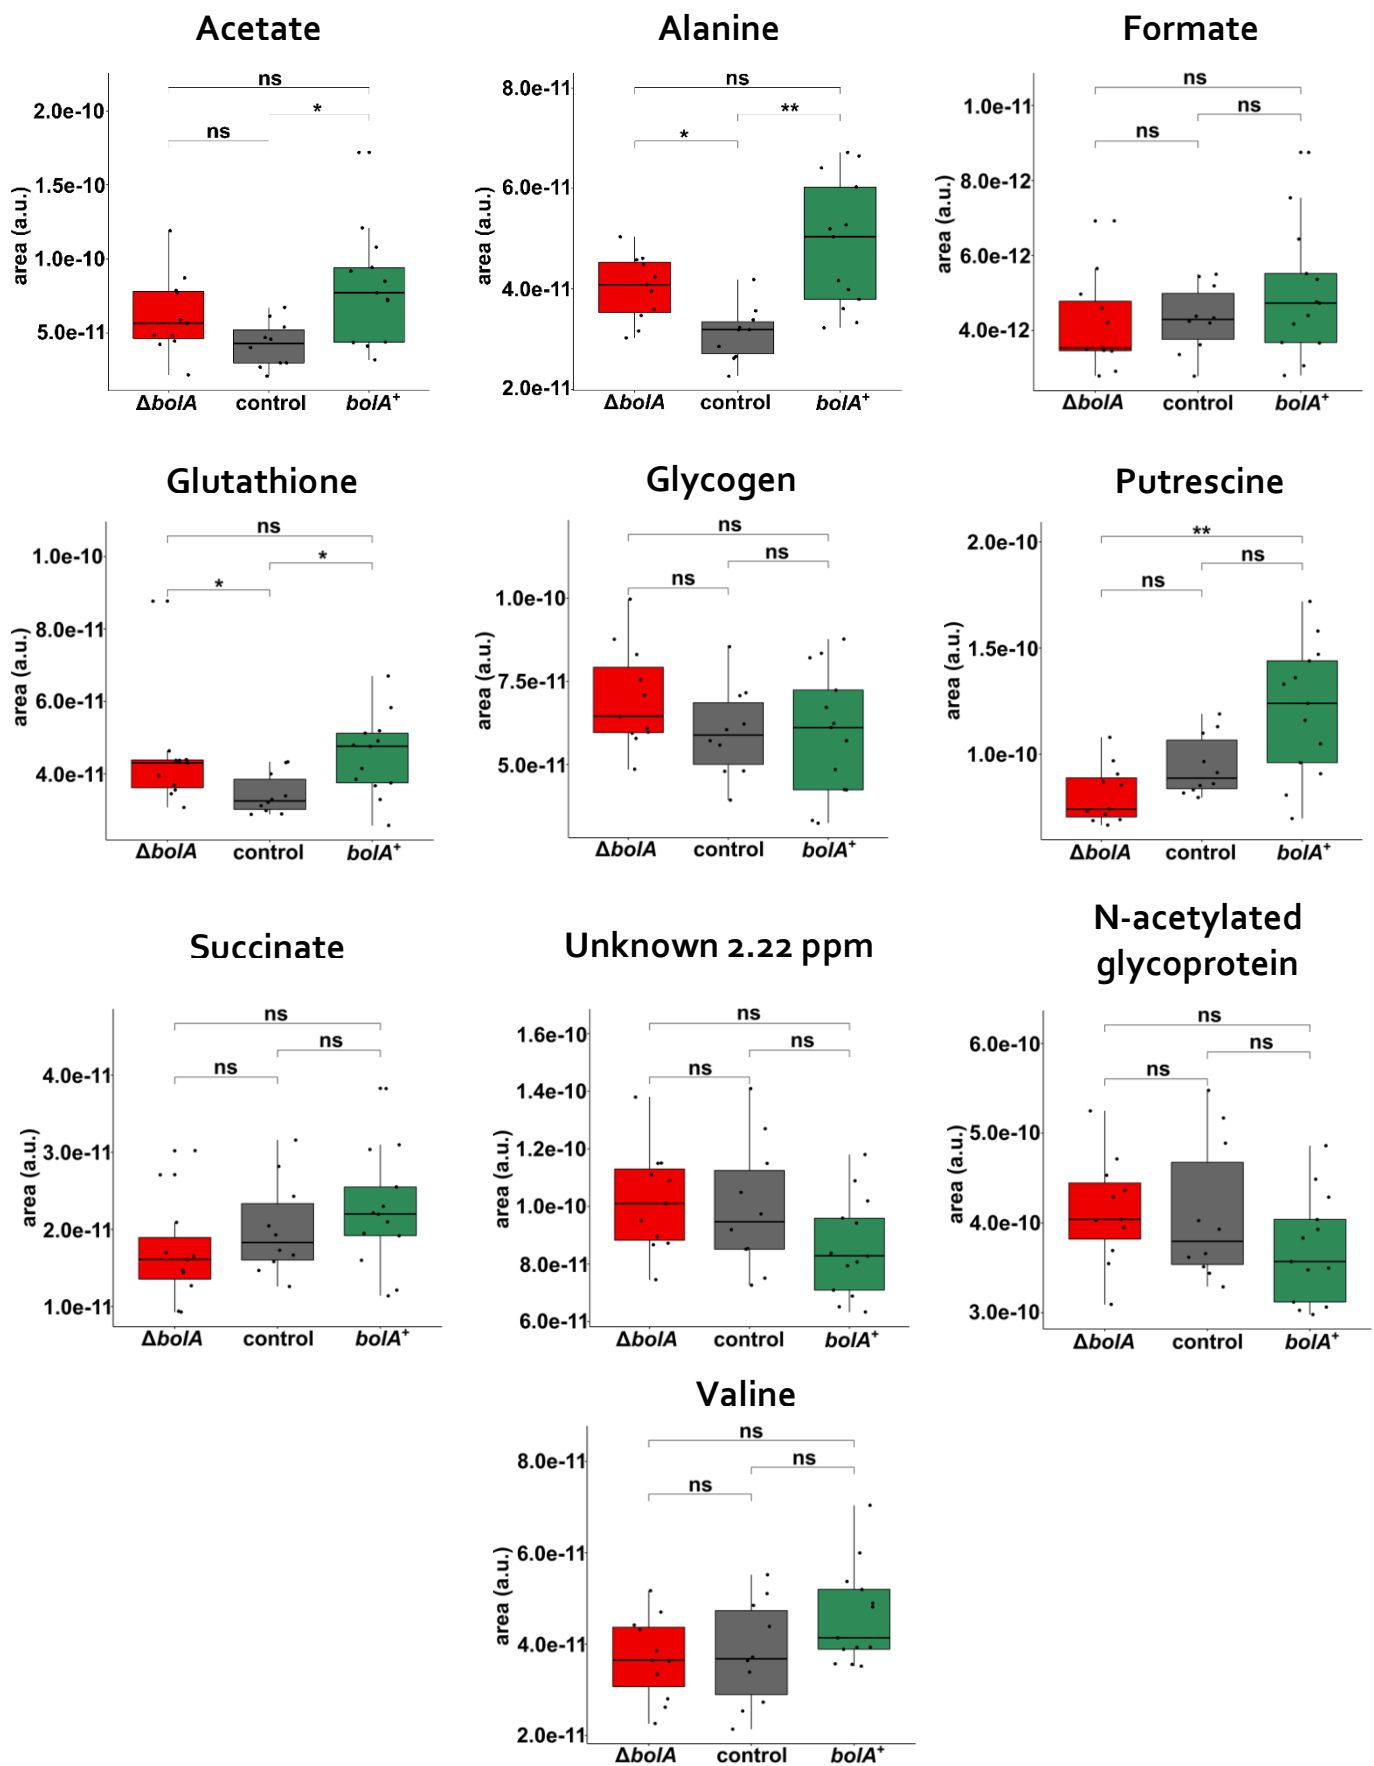 Acetate
ns
*
ns
2.0e-10
1.5e-10
1.0e-10
5.0e-11
area (a.u.)
ΔbolA control bolA+
Alanine
ns
**
*
8.0e-11
6.0e-11
4.0e-11
2.0e-11
area (a.u.)
ΔbolA control bolA+
Formate
ns
ns
ns
1.0e-11
8.0e-12
6.0e-12
4.0e-12
area (a.u.)
ΔbolA control bolA+
Glutathione
ns
*
*
1.0e-10
8.0e-11
6.0e-11
4.0e-11
area (a.u.)
ΔbolA control bolA+
Glycogen
ns
ns
ns
1.0e-10
7.5e-11
5.0e-11
area (a.u.)
ΔbolA control bolA+
Putrescine
**
ns
ns
2.0e-10
1.5e-10
1.0e-10
area (a.u.)
ΔbolA control bolA+
Succinate
ns
ns
ns
4.0e-11
3.0e-11
2.0e-11
1.0e-11
area (a.u.)
ΔbolA control bolA+
Unknown 2.22 ppm
ns
ns
ns
1.6e-10
1.4e-10
1.2e-10
1.0e-10
8.0e-11
6.0e-11
area (a.u.)
ΔbolA control bolA+
N-acetylated
glycoprotein
ns
ns
ns
6.0e-10
5.0e-10
4.0e-10
3.0e-10
area (a.u.)
ΔbolA control bolA+
Valine
ns
ns
ns
8.0e-11
6.0e-11
4.0e-11
2.0e-11
area (a.u.)
ΔbolA control bolA+